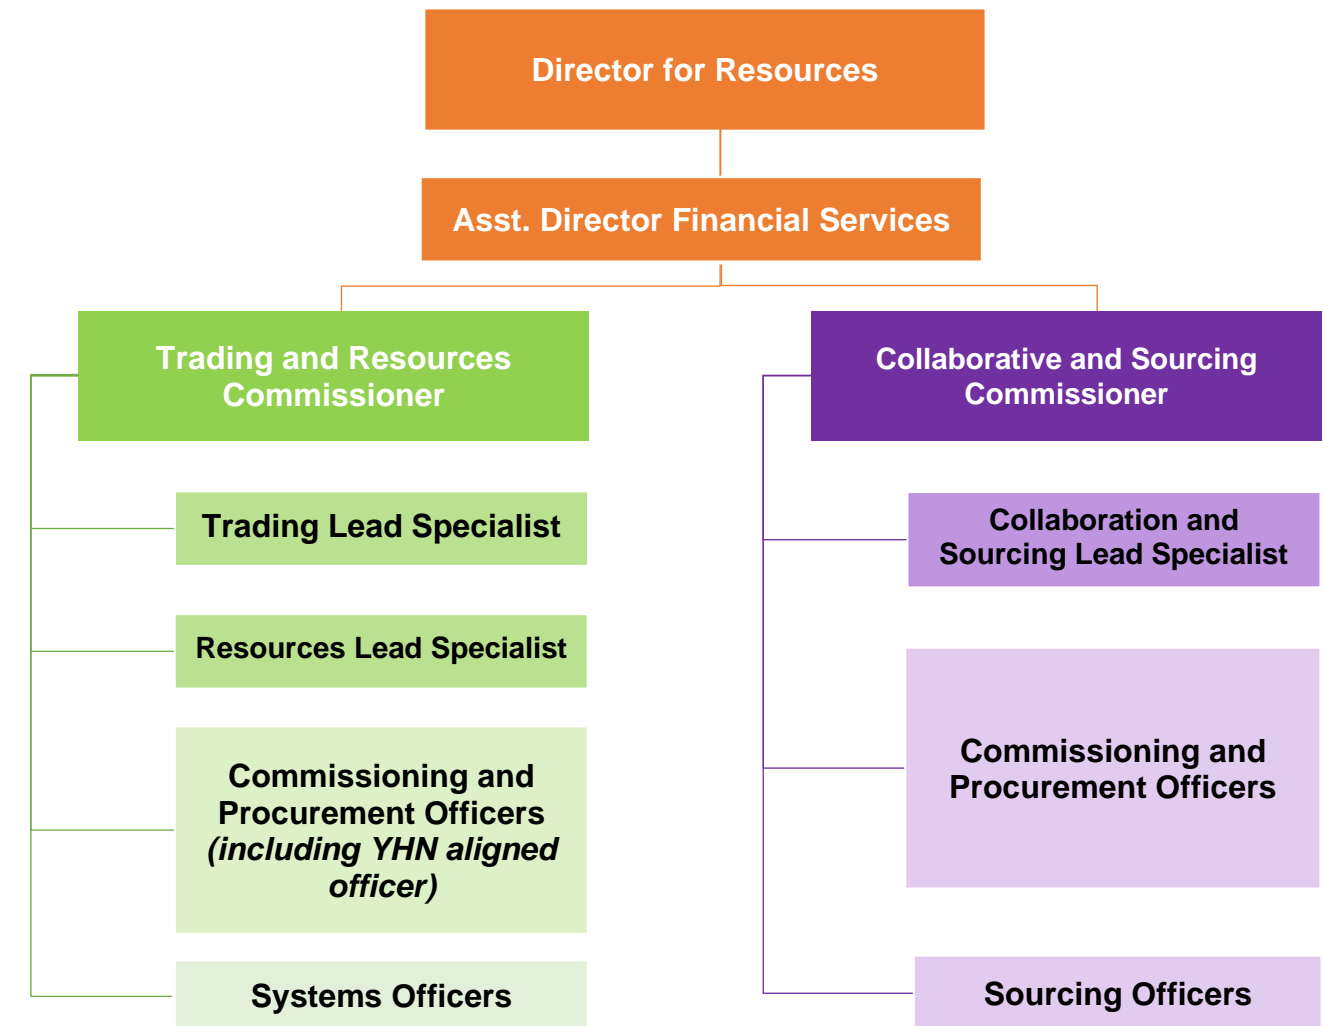 Director for Resources
Asst. Director Financial Services
Trading and Resources
Commissioner
Trading Lead Specialist
Resources Lead Specialist
Commissioning and
Procurement Officers
(including YHN aligned
officer)
Systems Officers
Collaborative and Sourcing
Commissioner
Collaboration and
Sourcing Lead Specialist
Commissioning and
Procurement Officers
Sourcing Officers